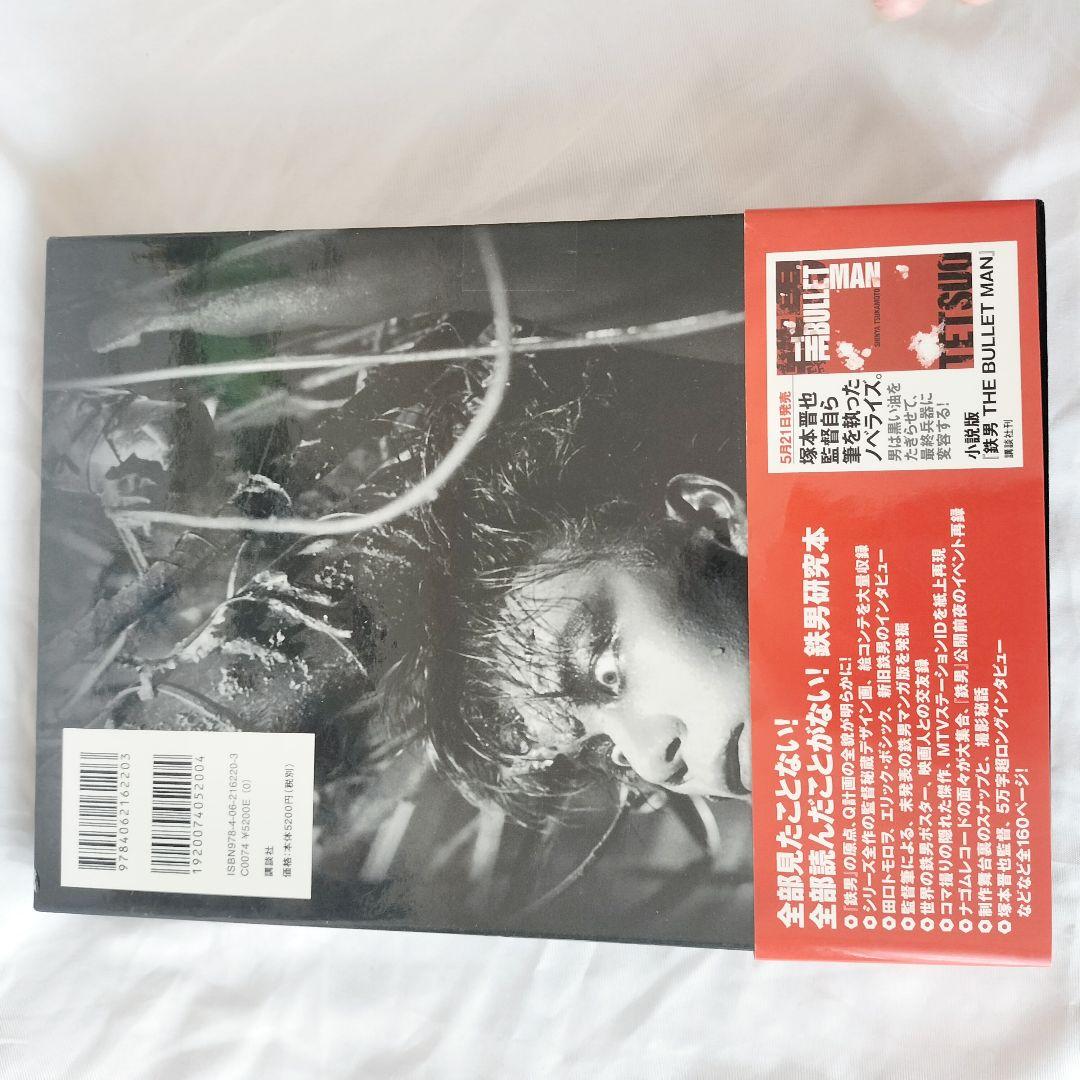 9784062162203
1920074052004
ISBN978-4-06-216220-3
C0074 ¥5200E (0)
講談社
価格:本体5200円(税別)
全部見たことない!
全部読んだことがない! 鉄男研究本
『鉄男』の原点、Q計画の全貌が明らかに!
シリーズ全作の監督秘蔵デザイン画、絵コンテを大量収録
田口トモロヲ、エリック・ボシック、新旧鉄男のインタビュー
監督筆による、未発表の鉄男マンガ版を発掘
世界の鉄男ポスター、映画人との交友録
コマ撮りの隠れた傑作、MTVステーションIDを紙上再現
ナゴムレコードの面々が大集合、『鉄男』公開前夜のイベント再録
制作舞台裏のスナップと、撮影秘話
塚本晋也監督、5万字超ロングインタビュー
などなど全160ページ!
5月21日発売
塚本晋也
監督自ら
筆を執った
ノベライズ。
男は黒い油を
たぎらせて、
最終兵器に
変容する!
小説版
『鉄男 THE BULLET MAN』
講談社刊
BULLET
MAN
SHINYA TSUKAMOTO
TETSUO